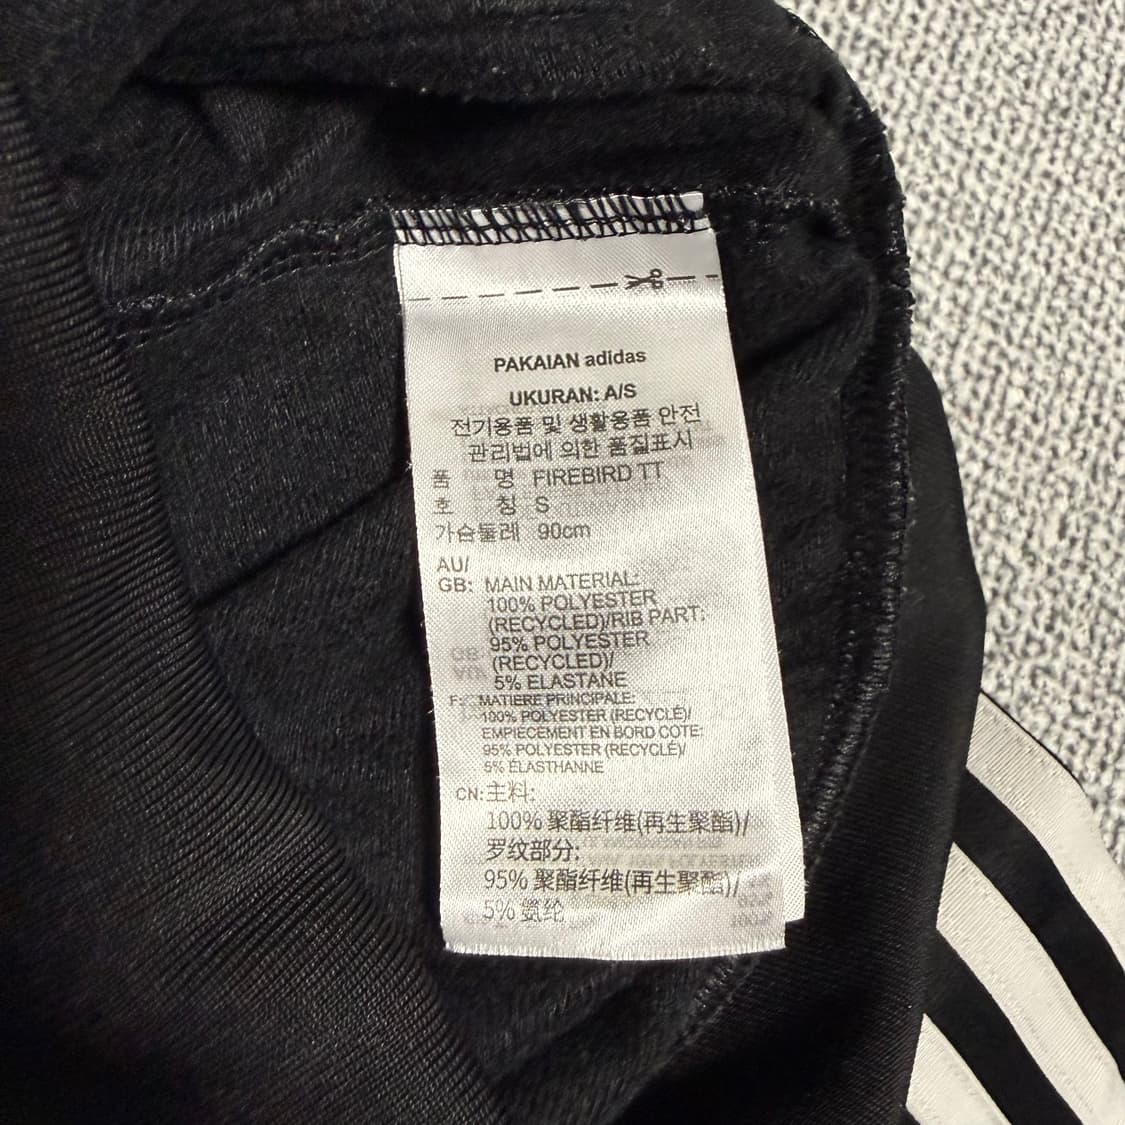 PAKAIAN adidas
UKURAN: A/S
전기용품 및 생활용품 안전
관리법에 의한 품질표시
품 명 FIREBIRD TT
호 칭 S
가슴둘레 90cm
AU/
GB: MAIN MATERIAL:
100% POLYESTER
(RECYCLED)/RIB PART:
95% POLYESTER
(RECYCLED)/
5% ELASTANE
F: MATIERE PRINCIPALE:
100% POLYESTER (RECYCLÉ)/
EMPIECEMENT EN BORD COTE:
95% POLYESTER (RECYCLÉ)/
5% ÉLASTHANNE
CN: 主料:
100% 聚酯纤维(再生聚酯)/
罗纹部分:
95% 聚酯纤维(再生聚酯)/
5% 氨纶